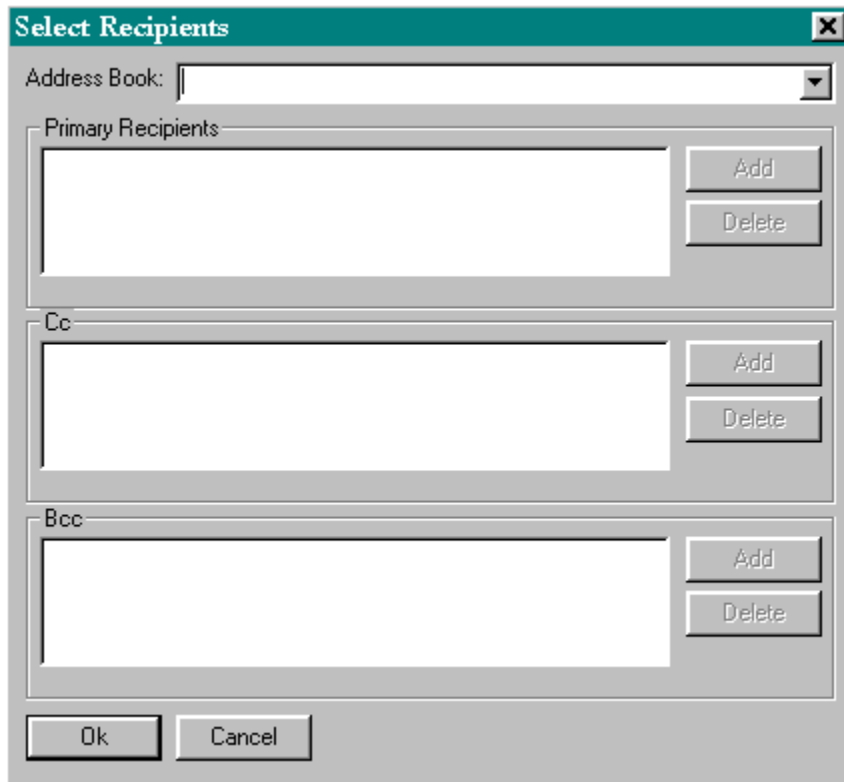 Select Recipients
Address Book:
Primary Recipients
Add
Delete
Cc
Add
Delete
Bcc
Add
Delete
Ok Cancel